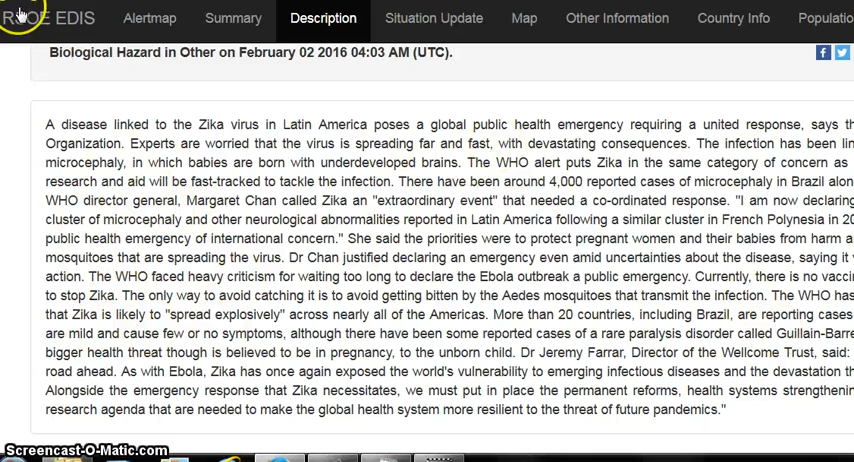 RSOE EDIS Alertmap Summary Description Situation Update Map Other Information Country Info Populatio
Biological Hazard in Other on February 02 2016 04:03 AM (UTC).
A disease linked to the Zika virus in Latin America poses a global public health emergency requiring a united response, says th
Organization. Experts are worried that the virus is spreading far and fast, with devastating consequences. The infection has been lin
microcephaly, in which babies are born with underdeveloped brains. The WHO alert puts Zika in the same category of concern as
research and aid will be fast-tracked to tackle the infection. There have been around 4,000 reported cases of microcephaly in Brazil alon
WHO director general, Margaret Chan called Zika an "extraordinary event" that needed a co-ordinated response. "I am now declaring
cluster of microcephaly and other neurological abnormalities reported in Latin America following a similar cluster in French Polynesia in 20
public health emergency of international concern." She said the priorities were to protect pregnant women and their babies from harm a
mosquitoes that are spreading the virus. Dr Chan justified declaring an emergency even amid uncertainties about the disease, saying it
action. The WHO faced heavy criticism for waiting too long to declare the Ebola outbreak a public emergency. Currently, there is no vacci
to stop Zika. The only way to avoid catching it is to avoid getting bitten by the Aedes mosquitoes that transmit the infection. The WHO has
that Zika is likely to "spread explosively" across nearly all of the Americas. More than 20 countries, including Brazil, are reporting cases
are mild and cause few or no symptoms, although there have been some reported cases of a rare paralysis disorder called Guillain-Barre
bigger health threat though is believed to be in pregnancy, to the unborn child. Dr Jeremy Farrar, Director of the Wellcome Trust, said:
road ahead. As with Ebola, Zika has once again exposed the world's vulnerability to emerging infectious diseases and the devastation th
Alongside the emergency response that Zika necessitates, we must put in place the permanent reforms, health systems strengthenin
research agenda that are needed to make the global health system more resilient to the threat of future pandemics."
Screencast-O-Matic.com